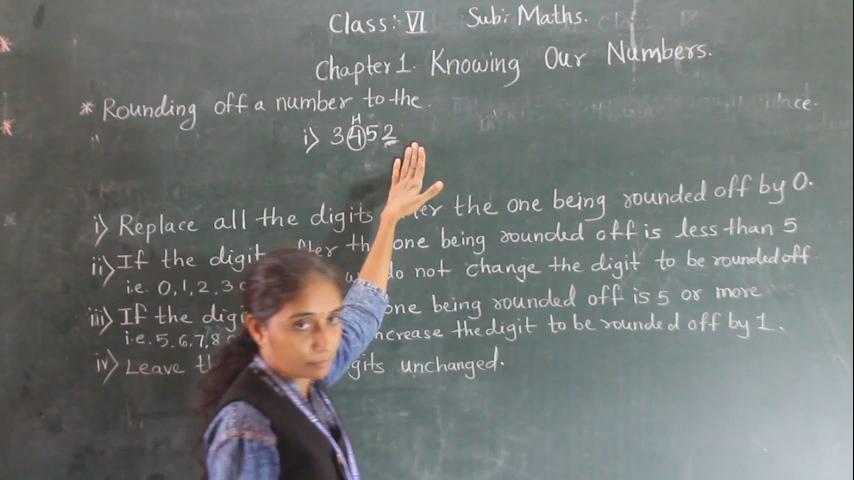 Class: VI Sub: Maths.
Chapter 1. Knowing Our Numbers.
* Rounding off a number to the place.
H
i) 3452
i) Replace all the digits the one being rounded off by 0.
ii) If the digit after the one being rounded off is less than 5
i.e. 0, 1, 2, 3 do not change the digit to be rounded off
iii) If the one being rounded off is 5 or more
i.e. 5, 6, 7, 8 increase the digit to be rounded off by 1.
iv) Leave unchanged.